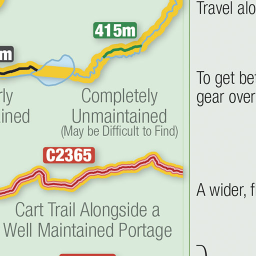 Travel alo
415m
m
To get be
gear over
rly
ined
Completely
Unmaintained
(May be Difficult to Find)
C2365
A wider, f
Cart Trail Alongside a
Well Maintained Portage